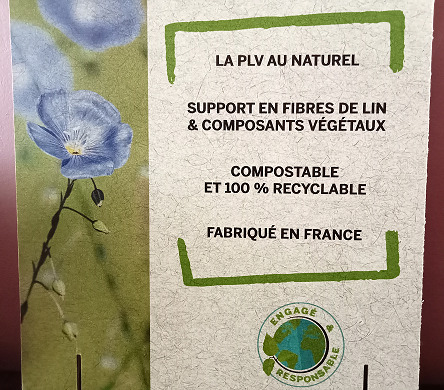 LA PLV AU NATUREL
SUPPORT EN FIBRES DE LIN
& COMPOSANTS VÉGÉTAUX
COMPOSTABLE
ET 100 % RECYCLABLE
FABRIQUÉ EN FRANCE
ENGAGÉ &
RESPONSABLE